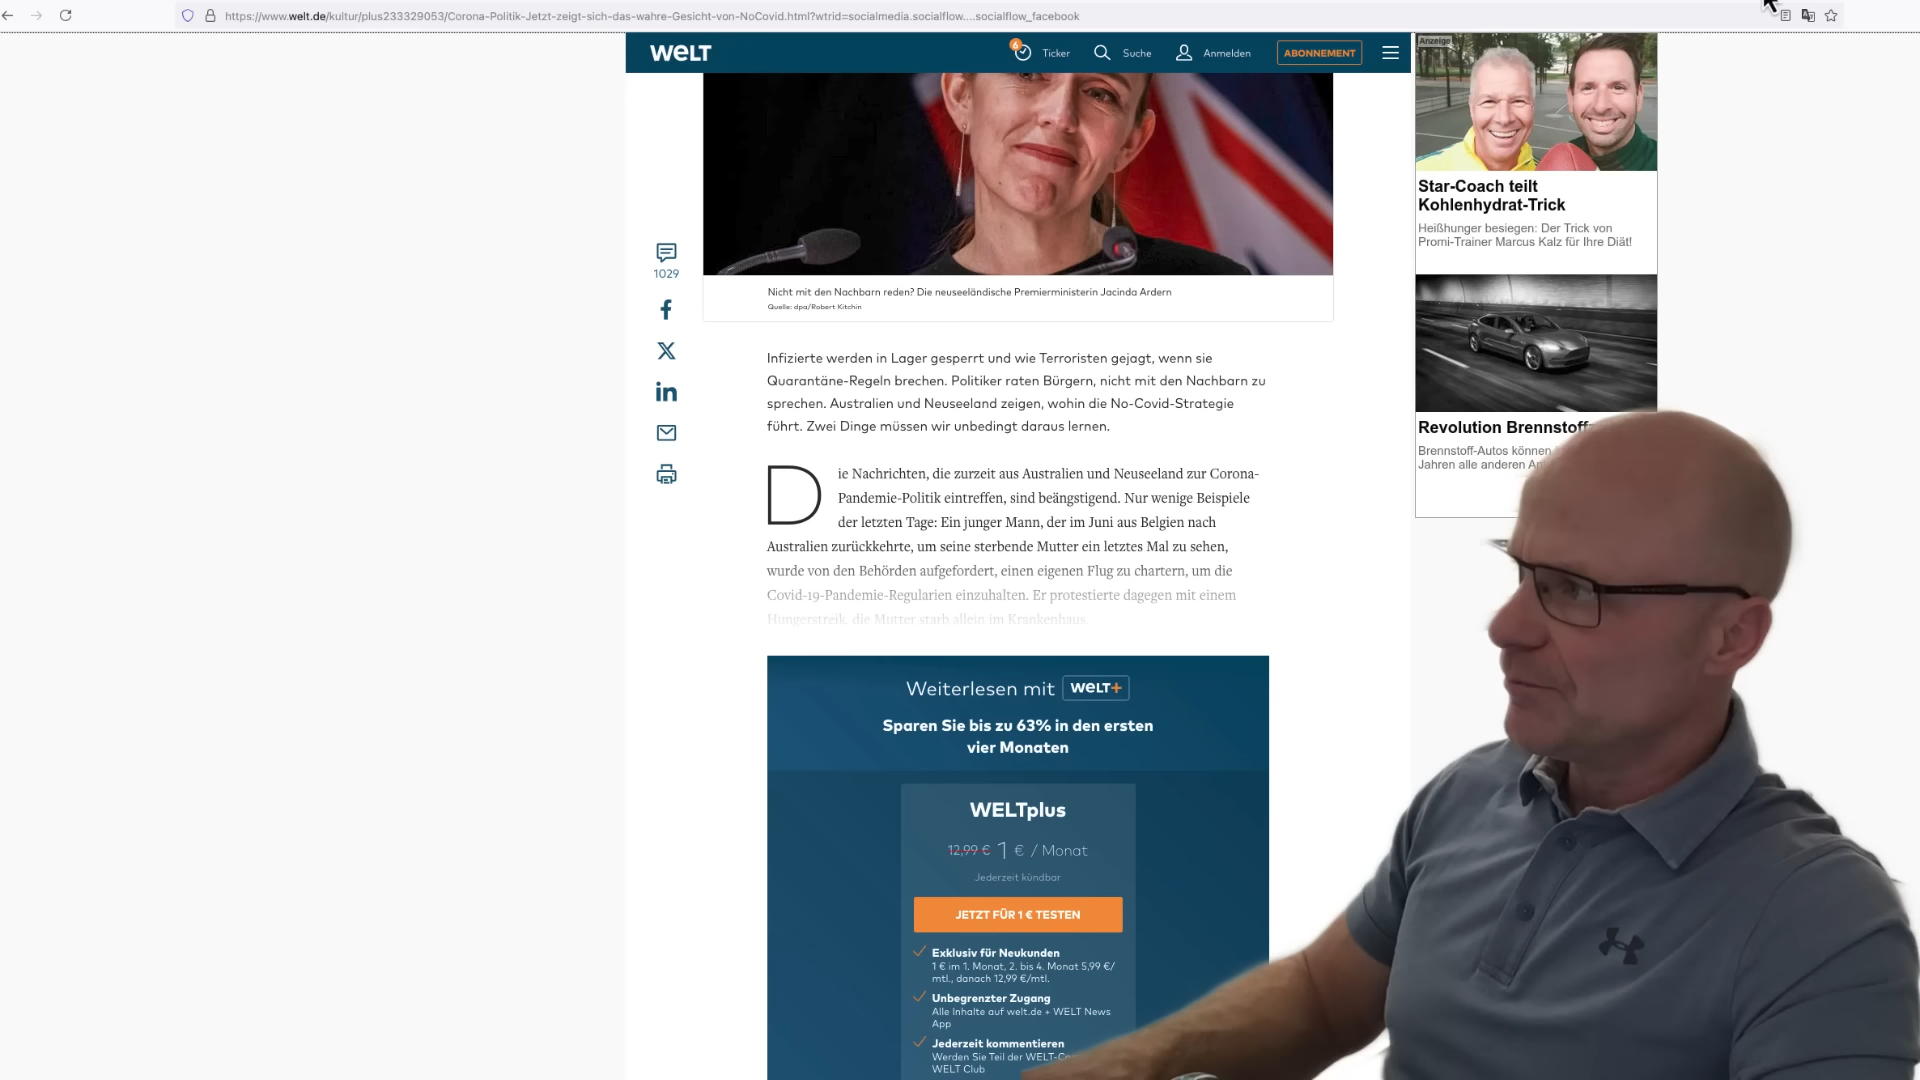 https://www.welt.de/kultur/plus233329053/Corona-Politik-Jetzt-zeigt-sich-das-wahre-Gesicht-von-NoCovid.html?wtrid=socialmedia.socialflow....socialflow_facebook
WELT
6
Ticker
Suche
Anmelden
ABONNEMENT
Anzeige
Star-Coach teilt
Kohlenhydrat-Trick
Heißhunger besiegen: Der Trick von
Promi-Trainer Marcus Kalz für Ihre Diät!
1029
Nicht mit den Nachbarn reden? Die neuseeländische Premierministerin Jacinda Ardern
Quelle: dpa/Robert Kitchin
Infizierte werden in Lager gesperrt und wie Terroristen gejagt, wenn sie
Quarantäne-Regeln brechen. Politiker raten Bürgern, nicht mit den Nachbarn zu
sprechen. Australien und Neuseeland zeigen, wohin die No-Covid-Strategie
führt. Zwei Dinge müssen wir unbedingt daraus lernen.
Revolution
Brennstoff-Autos können
Jahren alle anderen
Die Nachrichten, die zurzeit aus Australien und Neuseeland zur Corona-
Pandemie-Politik eintreffen, sind beängstigend. Nur wenige Beispiele
der letzten Tage: Ein junger Mann, der im Juni aus Belgien nach
Australien zurückkehrte, um seine sterbende Mutter ein letztes Mal zu sehen,
wurde von den Behörden aufgefordert, einen eigenen Flug zu chartern, um die
Covid-19-Pandemie-Regularien einzuhalten. Er protestierte dagegen mit einem
Hungerstreik, die Mutter starb allein im Krankenhaus.
Weiterlesen mit WELT+
Sparen Sie bis zu 63% in den ersten
vier Monaten
WELTplus
12,99 € 1 € / Monat
Jederzeit kündbar
JETZT FÜR 1 € TESTEN
Exklusiv für Neukunden
1 € im 1. Monat, 2. bis 4. Monat 5,99 €/
mtl., danach 12,99 €/mtl.
Unbegrenzter Zugang
Alle Inhalte auf welt.de + WELT News
App
Jederzeit kommentieren
Werden Sie Teil der
WELT Club